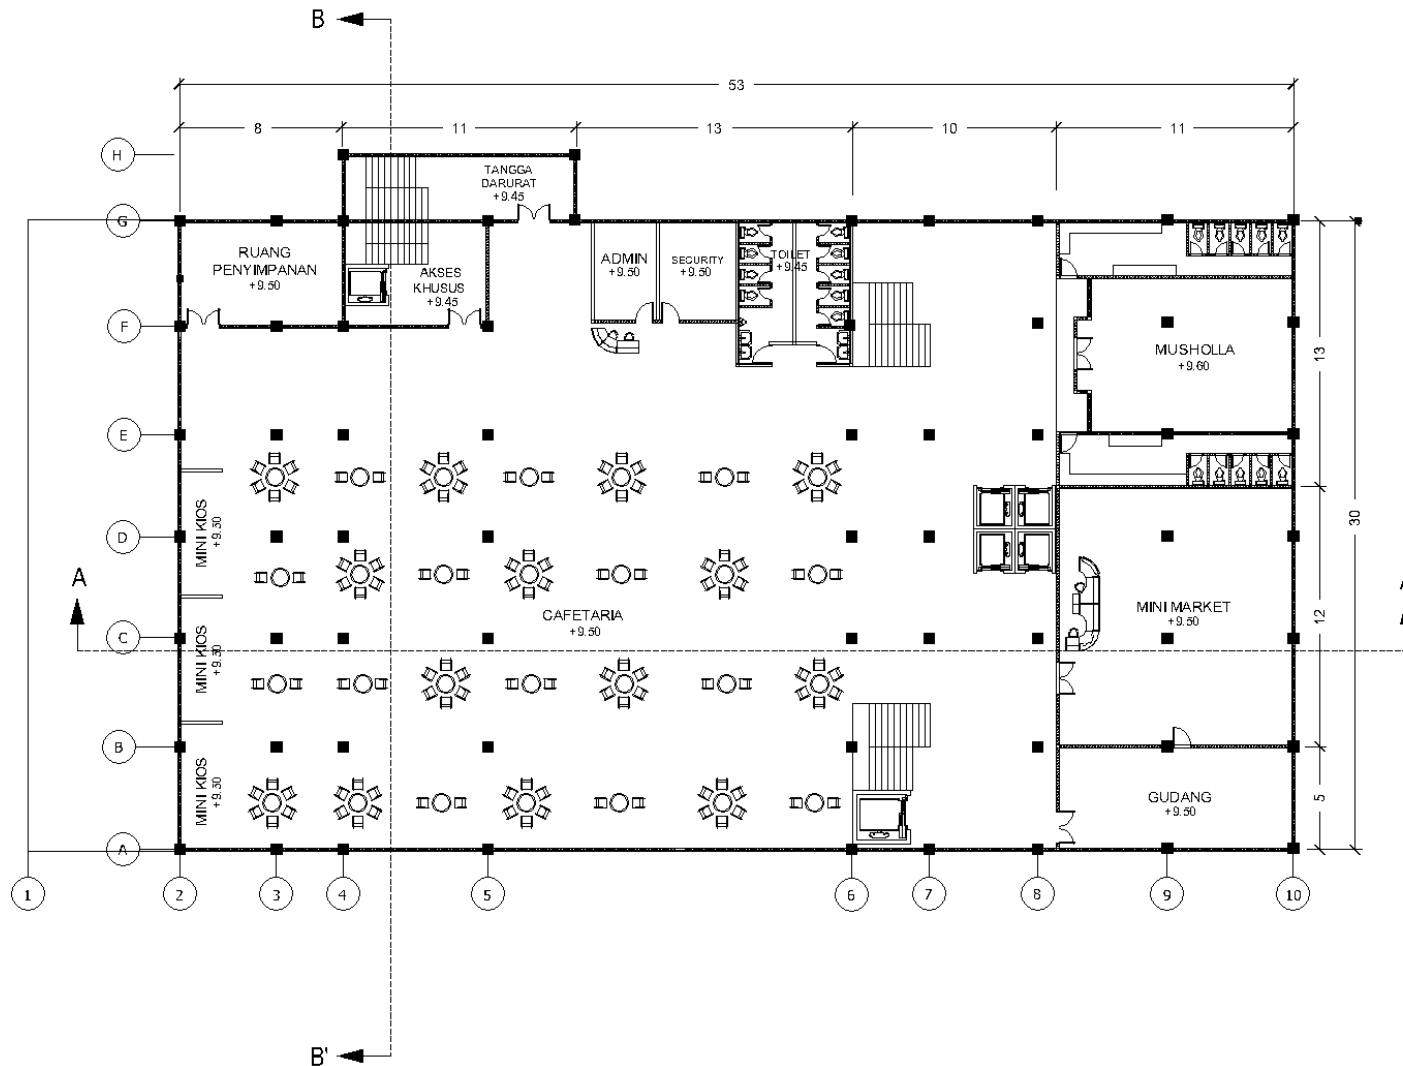 B
53
8
11
13
10
11
H
TANGGA
DARURAT
+9.45
G
RUANG
PENYIMPANAN
+9.50
AKSES
KHUSUS
+9.45
ADMIN
+9.50
SECURITY
+9.50
TOILET
+9.45
F
MUSHOLLA
+9.60
13
E
MINI KIOS
+9.50
D
30
A
CAFETARIA
+9.50
MINI MARKET
+9.50
12
C
MINI KIOS
+9.50
B
MINI KIOS
+9.50
GUDANG
+9.50
5
A
1
2
3
4
5
6
7
8
9
10
B'